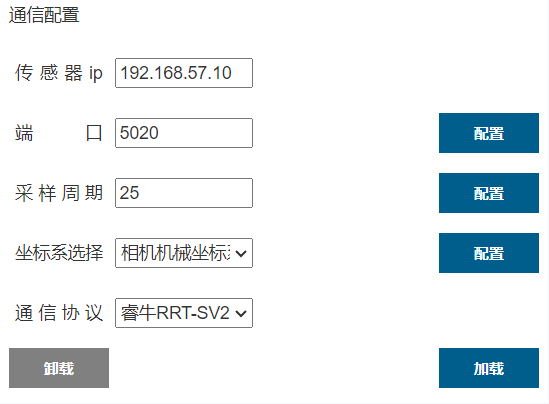 通信配置
传感器ip 192.168.57.10
端口 5020 配置
采样周期 25 配置
坐标系选择 相机机械坐标 配置
通信协议 睿牛RRT-SV2
卸载 加载